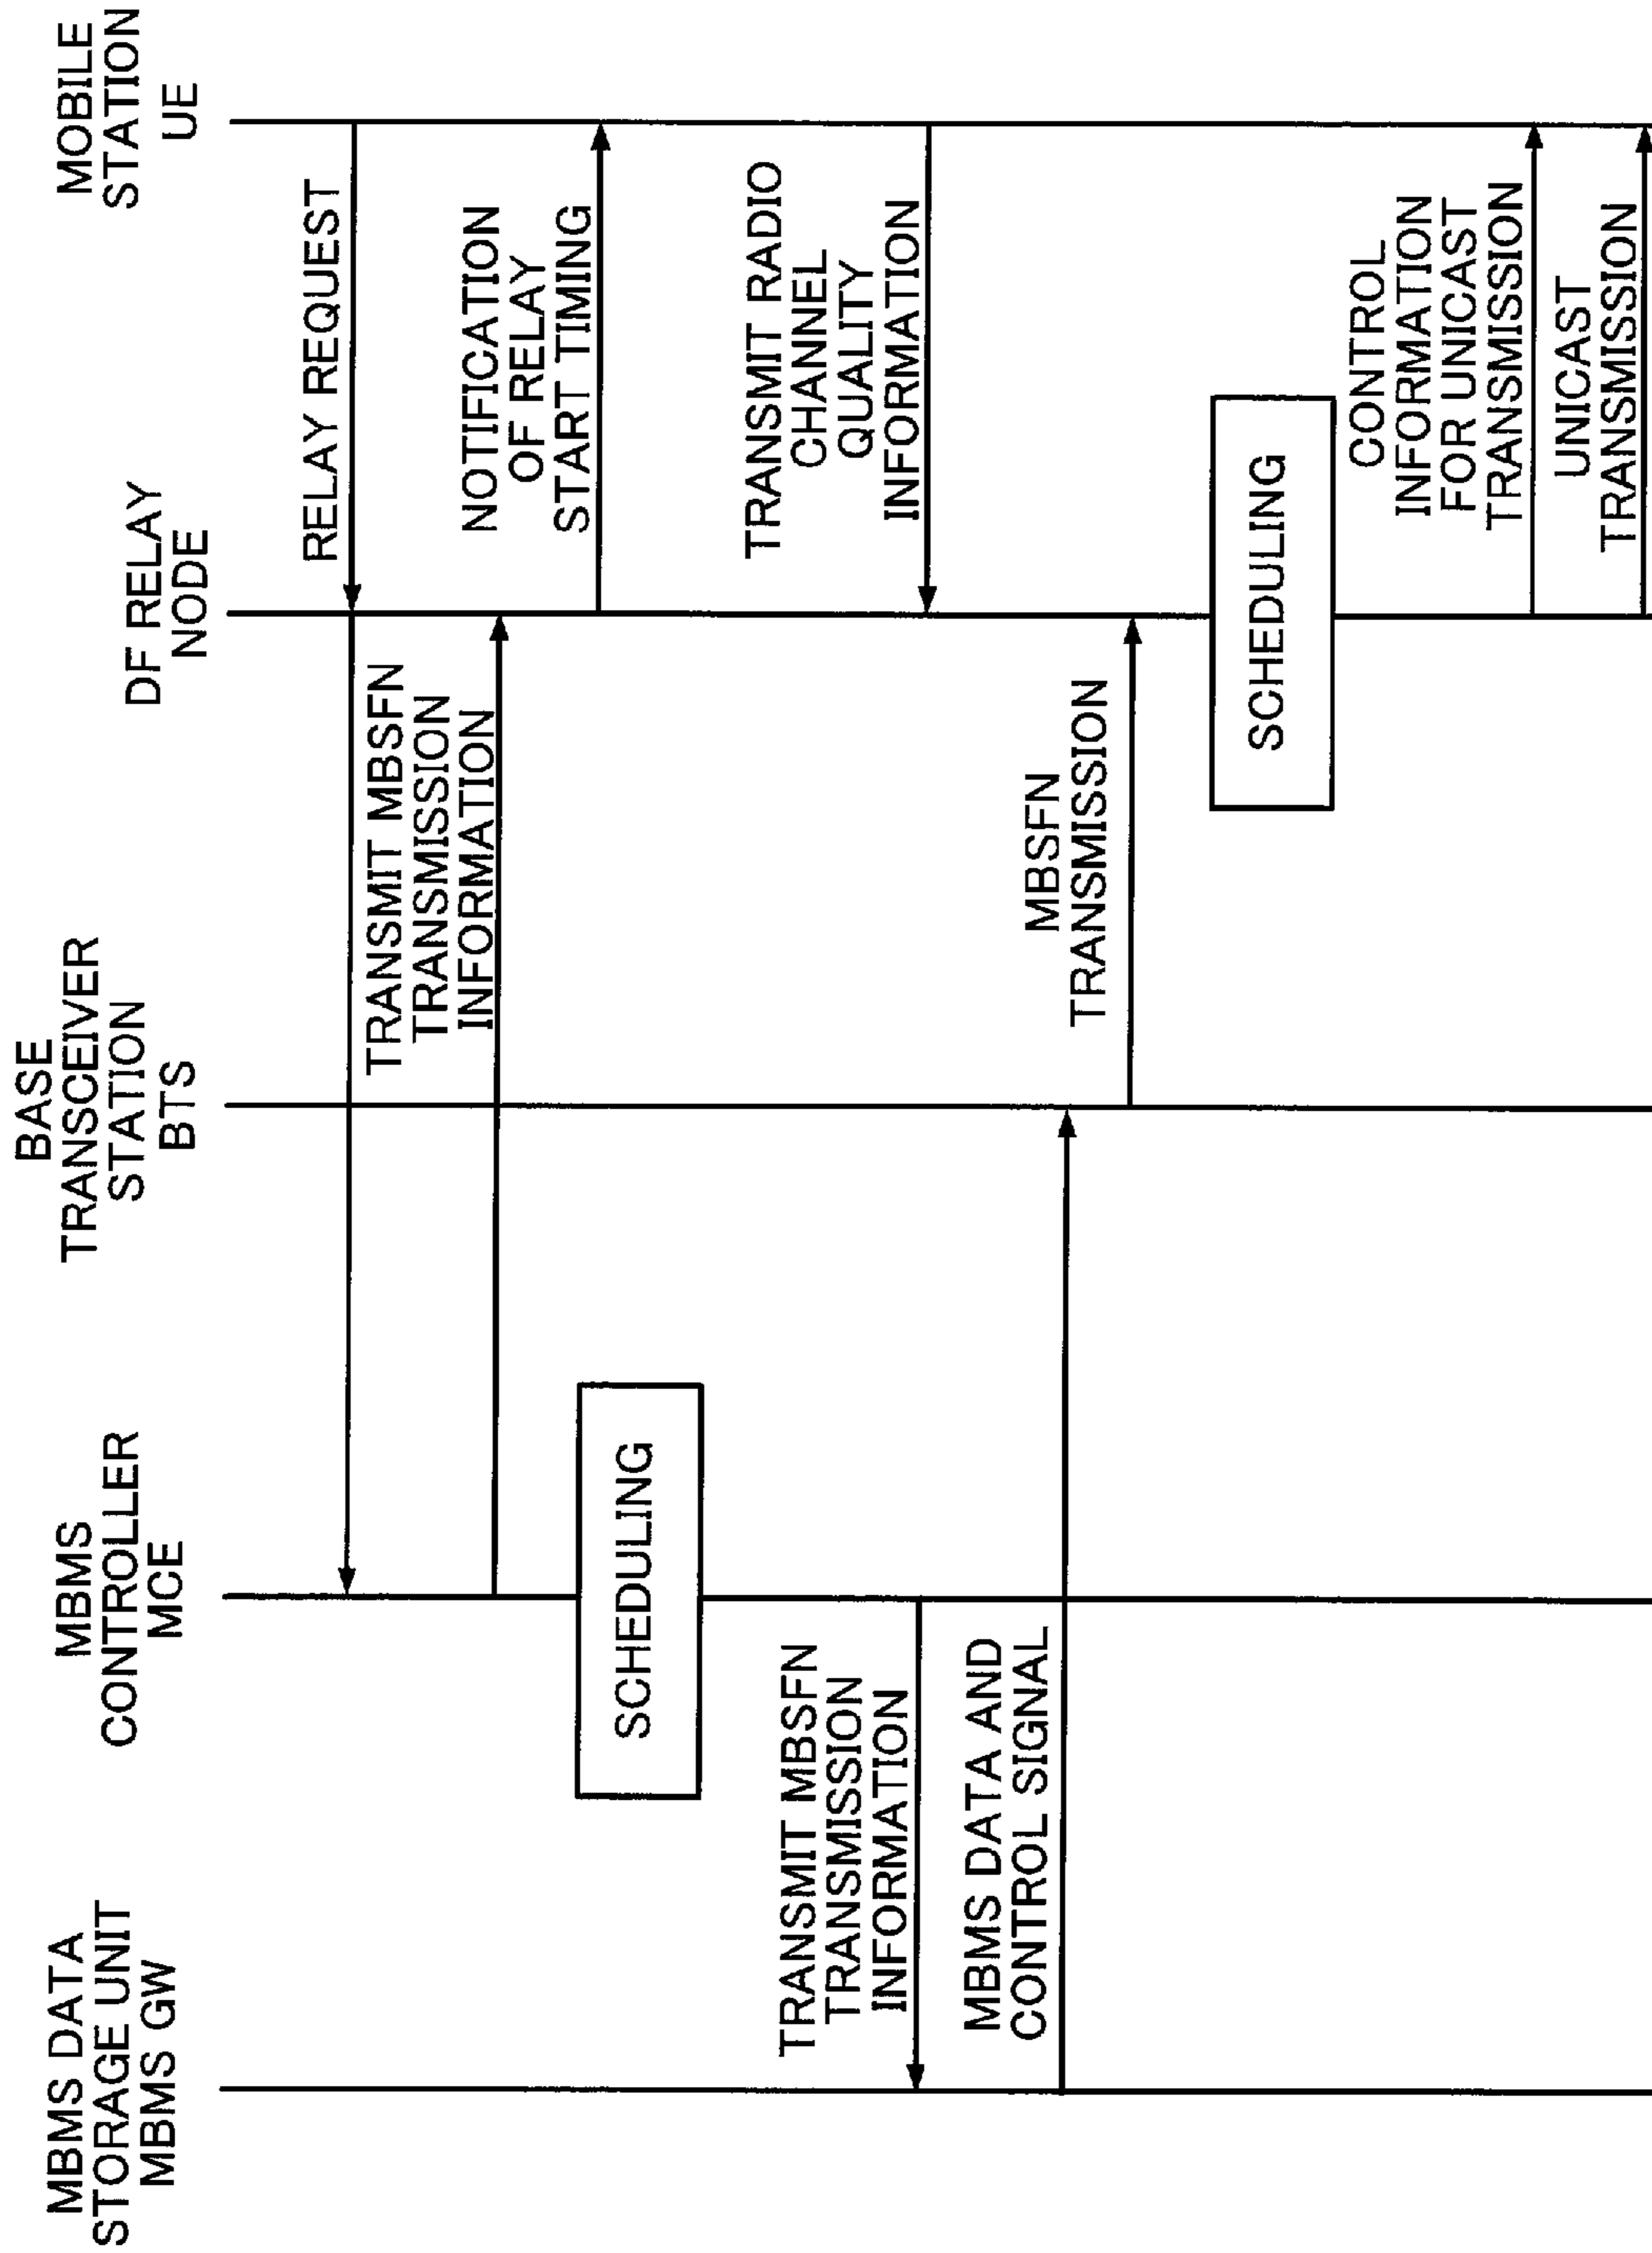 MBMS DATA
STORAGE UNIT
MBMS GW
MBMS
CONTROLLER
MCE
BASE
TRANSCEIVER
STATION
BTS
DF RELAY
NODE
MOBILE
STATION
UE
RELAY REQUEST
TRANSMIT MBSFN
TRANSMISSION
INFORMATION
NOTIFICATION
OF RELAY
START TIMING
SCHEDULING
TRANSMIT MBSFN
TRANSMISSION
INFORMATION
TRANSMIT RADIO
CHANNEL
QUALITY
INFORMATION
MBMS DATA AND
CONTROL SIGNAL
MBSFN
TRANSMISSION
SCHEDULING
CONTROL
INFORMATION
FOR UNICAST
TRANSMISSION
UNICAST
TRANSMISSION